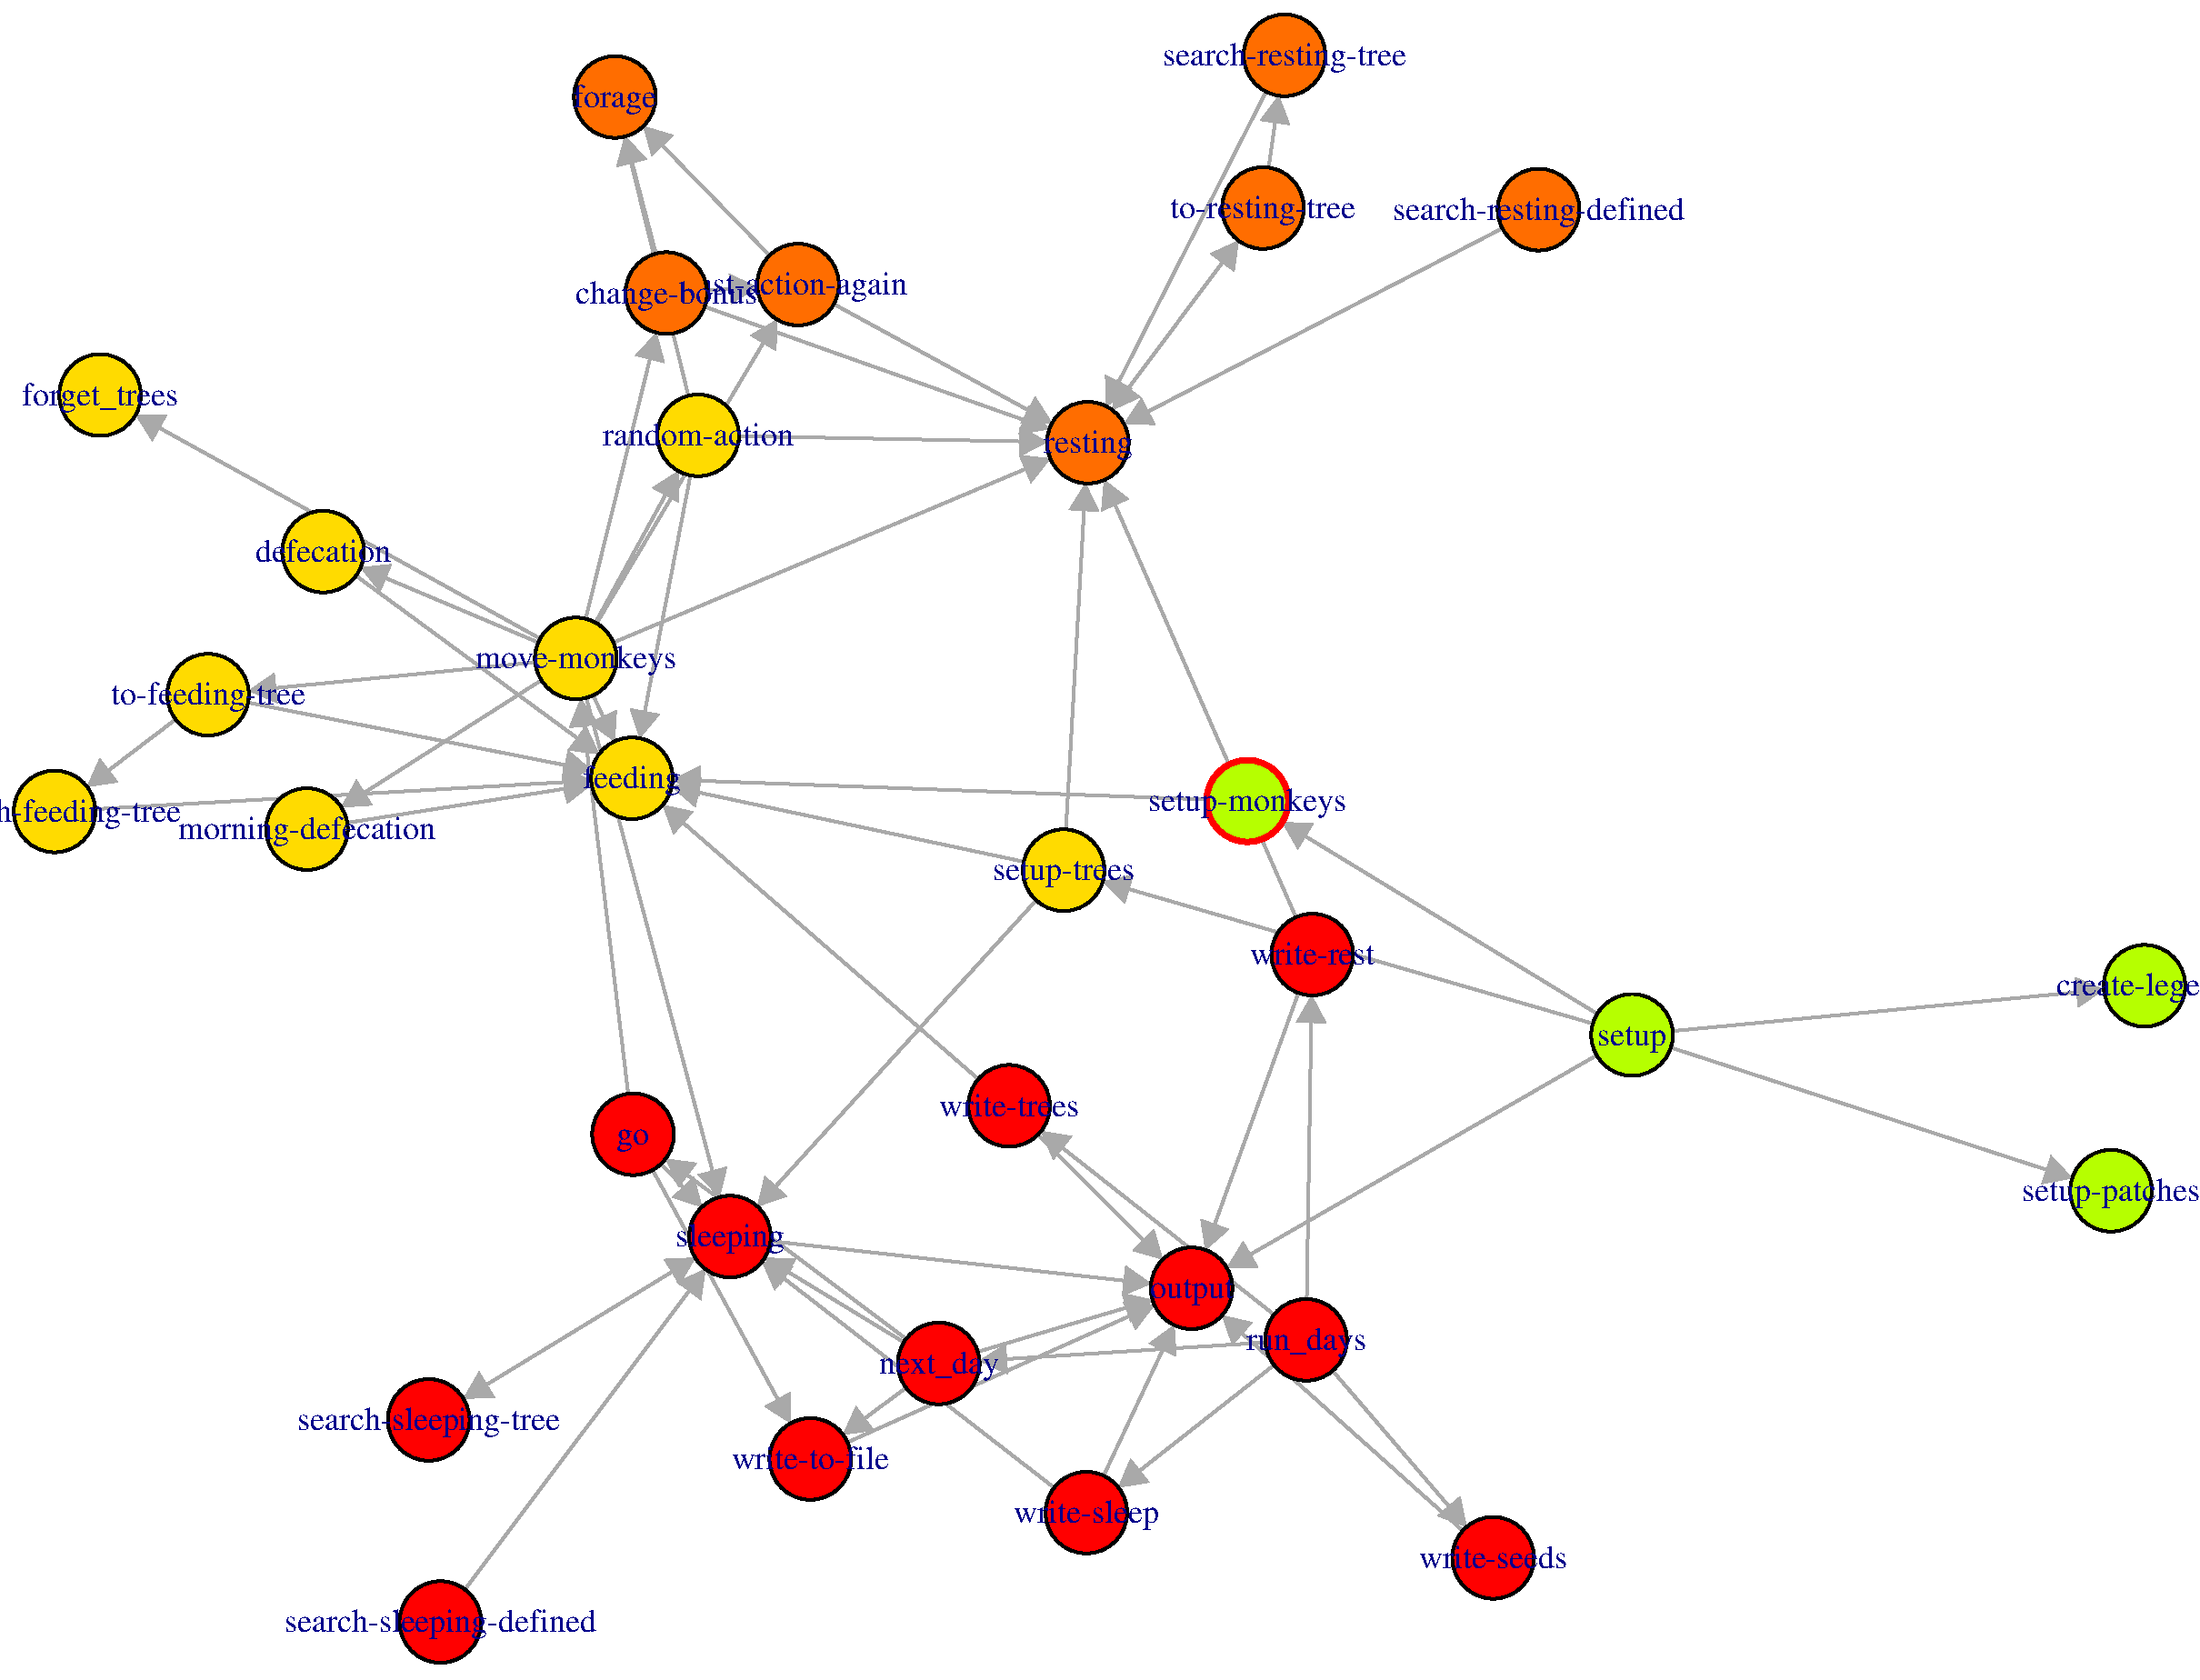 search-resting-tree
forage
to-resting-tree
search-resting-defined
change-bonus
st-action-again
forget_trees
random-action
resting
defecation
move-monkeys
to-feeding-tree
feeding
setup-monkeys
h-feeding-tree
morning-defecation
setup-trees
write-rest
create-lege
setup
write-trees
go
setup-patches
sleeping
output
run_days
next_day
search-sleeping-tree
write-to-file
write-sleep
write-seeds
search-sleeping-defined